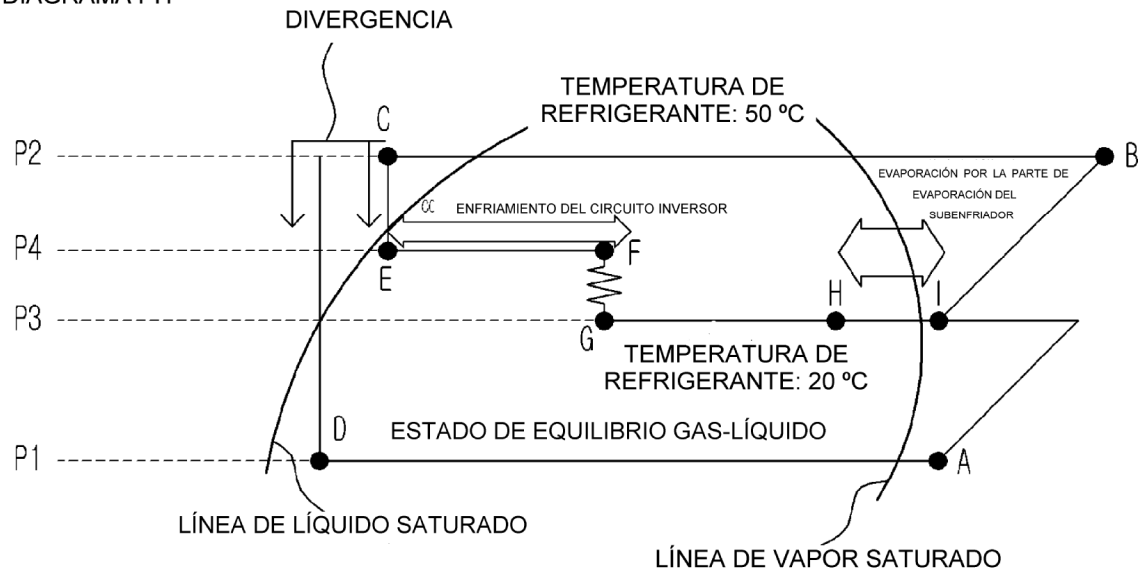 DIVERGENCIA
TEMPERATURA DE
REFRIGERANTE: 50 ºC
C
P2
B
EVAPORACIÓN POR LA PARTE DE
EVAPORACIÓN DEL
SUBENFRIADOR
ENFRIAMIENTO DEL CIRCUITO INVERSOR
P4
E
F
P3
G
H
I
TEMPERATURA DE
REFRIGERANTE: 20 ºC
D
ESTADO DE EQUILIBRIO GAS-LÍQUIDO
P1
A
LÍNEA DE LÍQUIDO SATURADO
LÍNEA DE VAPOR SATURADO